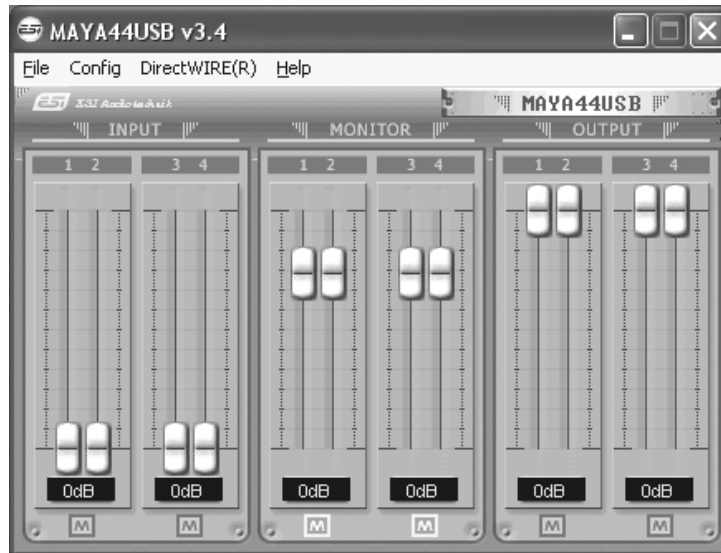 MAYA44USB v3.4
File Config DirectWIRE(R) Help
ESI MAYA44USB
INPUT MONITOR OUTPUT
1 2 3 4 1 2 3 4 1 2 3 4
0dB 0dB 0dB 0dB 0dB 0dB
M M M M M M